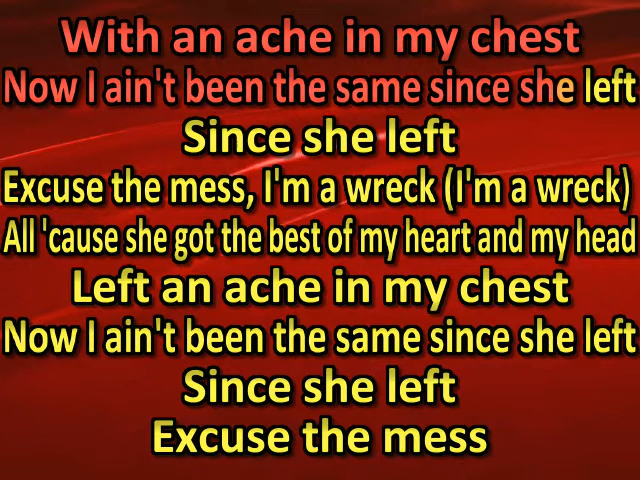 With an ache in my chest
Now I ain't been the same since she left
Since she left
Excuse the mess, I'm a wreck (I'm a wreck)
All 'cause she got the best of my heart and my head
Left an ache in my chest
Now I ain't been the same since she left
Since she left
Excuse the mess